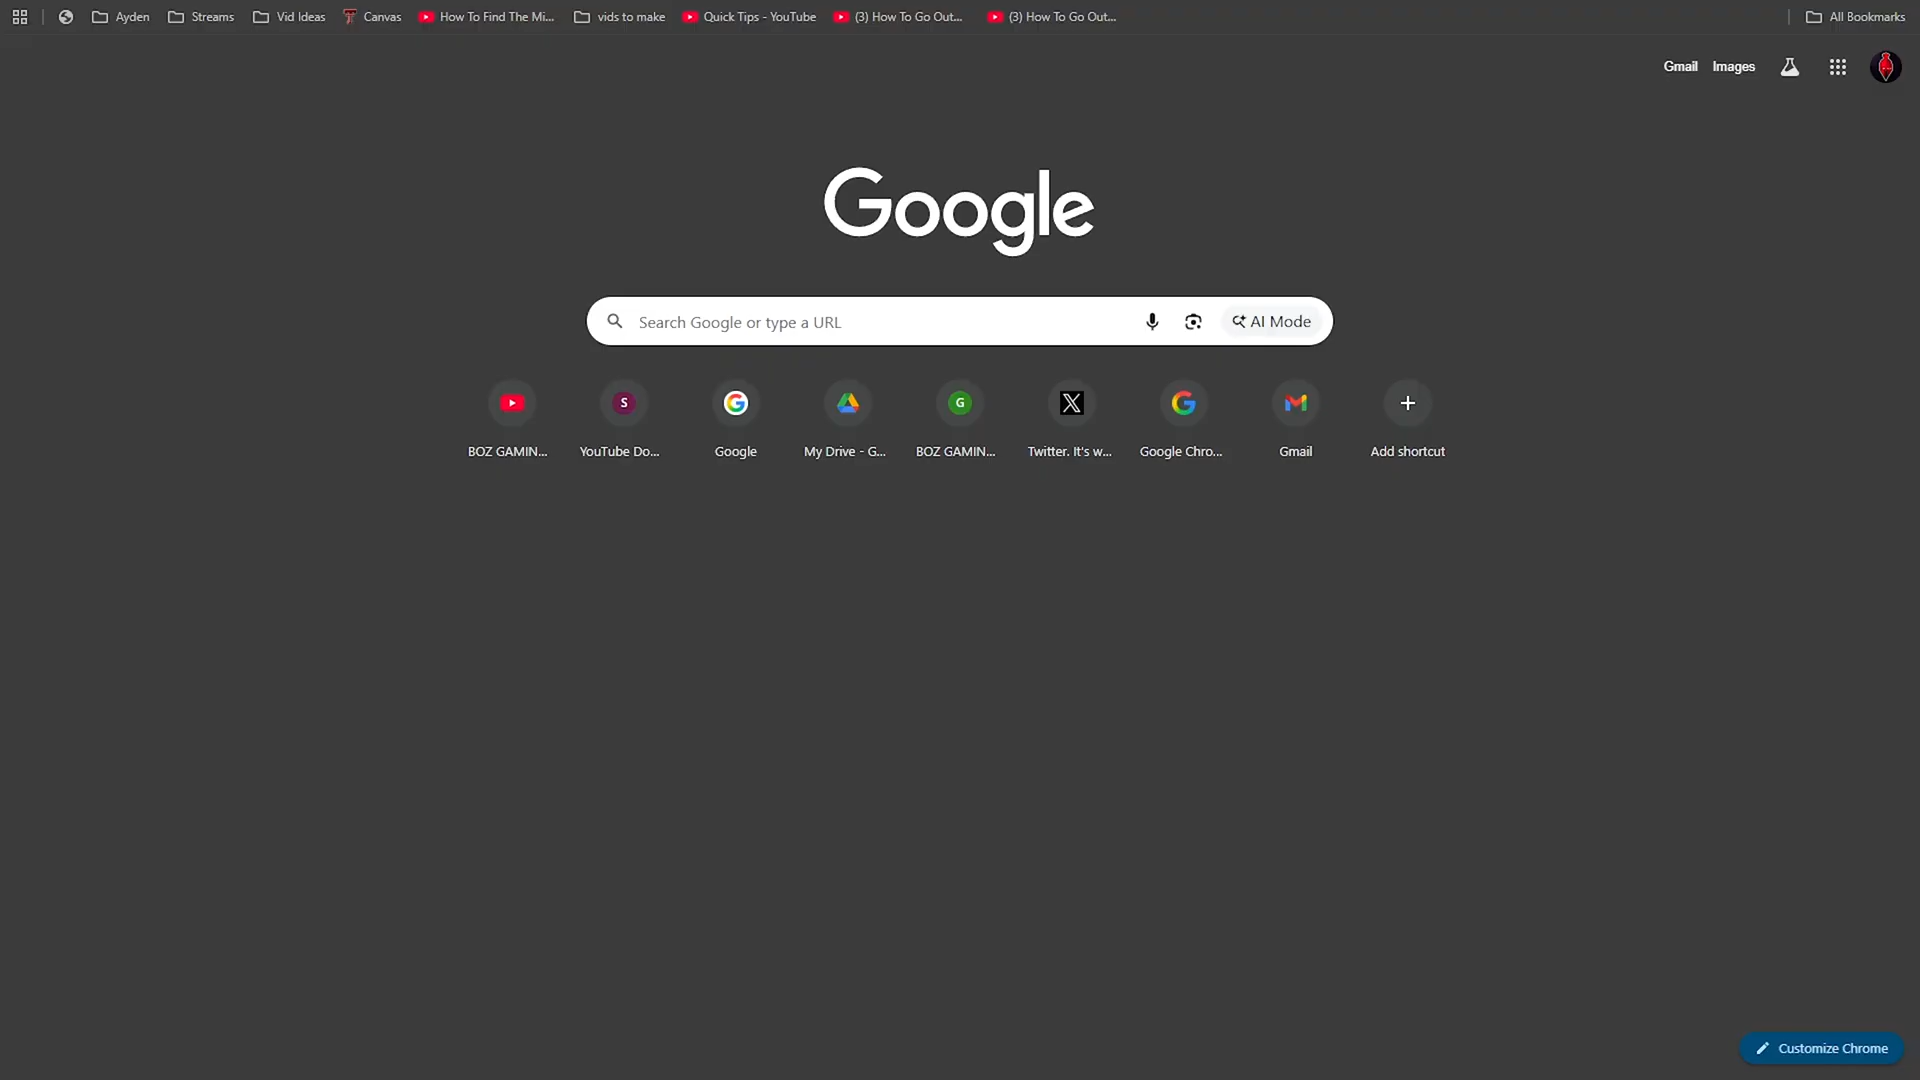 Ayden Streams Vid Ideas Canvas How To Find The Mi... vids to make Quick Tips - YouTube (3) How To Go Out... (3) How To Go Out... All Bookmarks
Gmail Images
Google
Search Google or type a URL AI Mode
S G
BOZ GAMIN... YouTube Do... Google My Drive - G... BOZ GAMIN... Twitter. It's w... Google Chro... Gmail Add shortcut
Customize Chrome